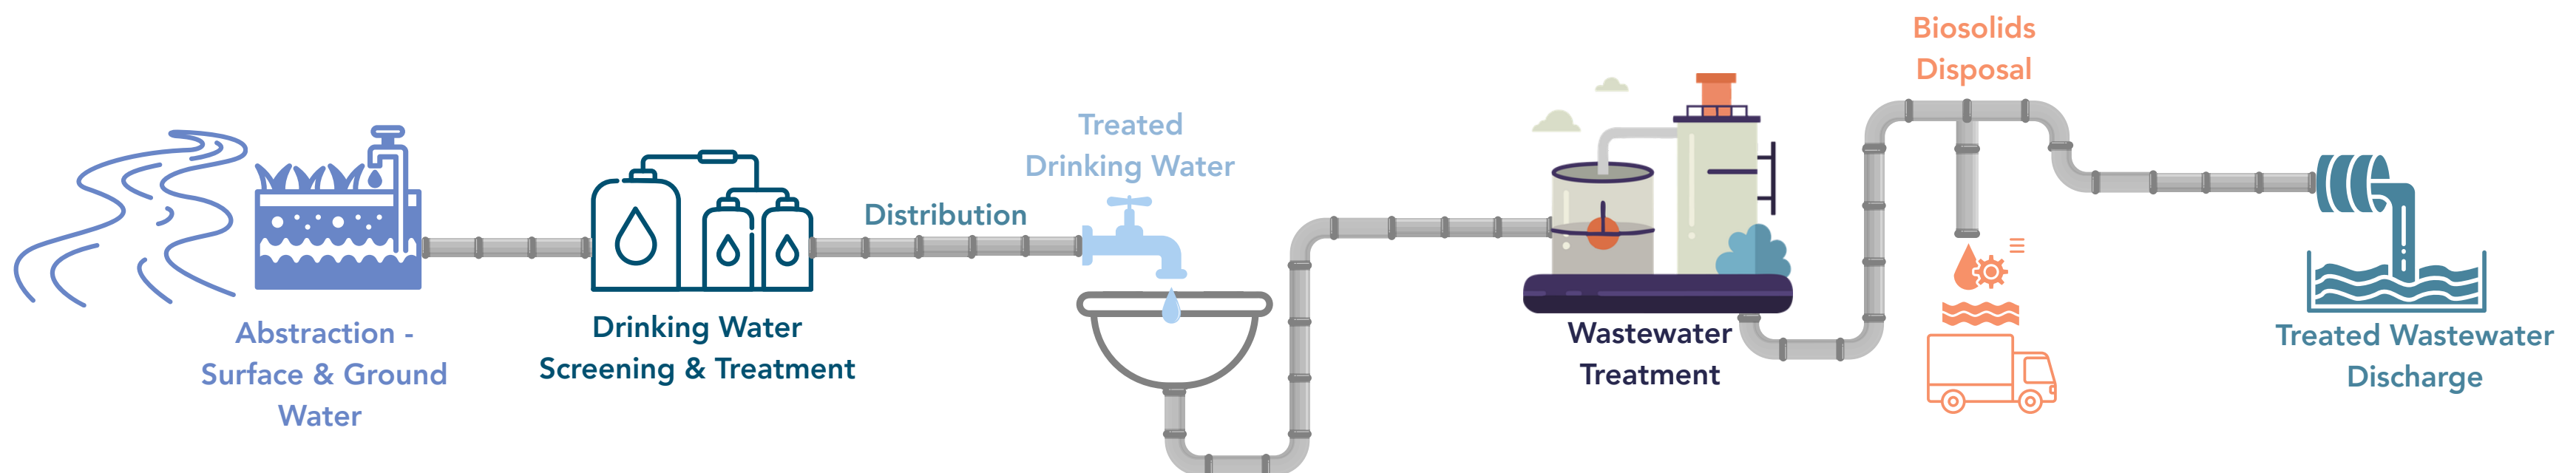 Abstraction -
Surface & Ground
Water
Drinking Water
Screening & Treatment
Distribution
Treated
Drinking Water
Wastewater
Treatment
Biosolids
Disposal
Treated Wastewater
Discharge